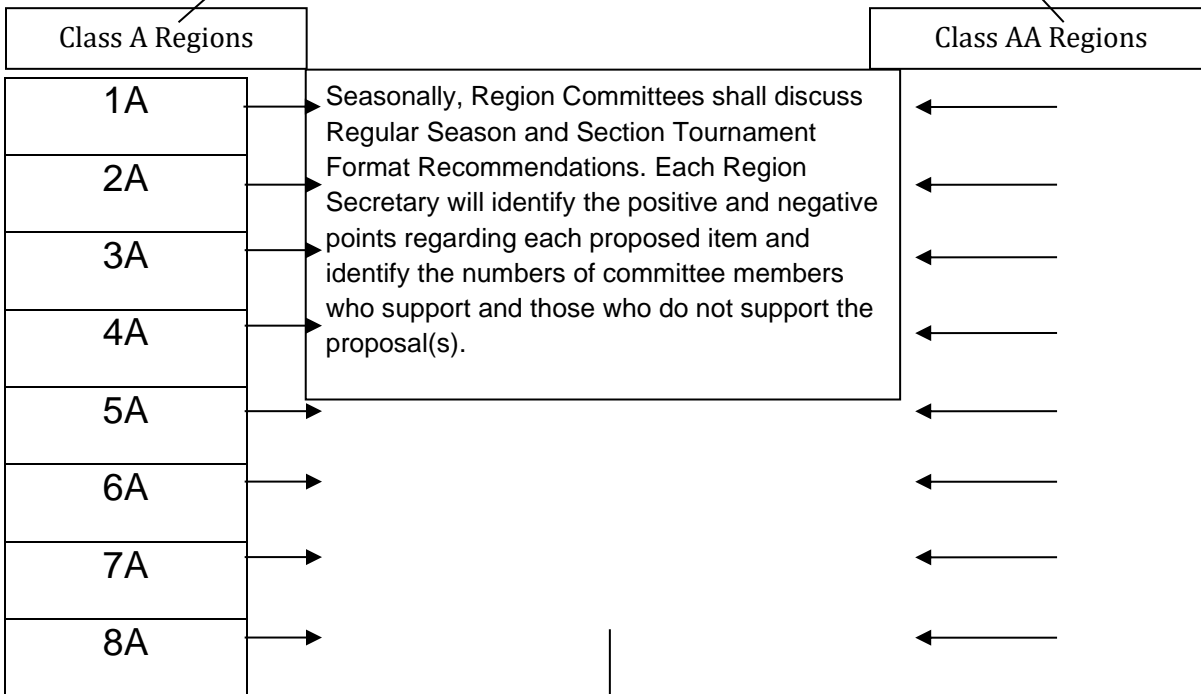 Class A Regions
Class AA Regions
1A
2A
3A
4A
5A
6A
7A
8A
Seasonally, Region Committees shall discuss
Regular Season and Section Tournament
Format Recommendations. Each Region
Secretary will identify the positive and negative
points regarding each proposed item and
identify the numbers of committee members
who support and those who do not support the
proposal(s).